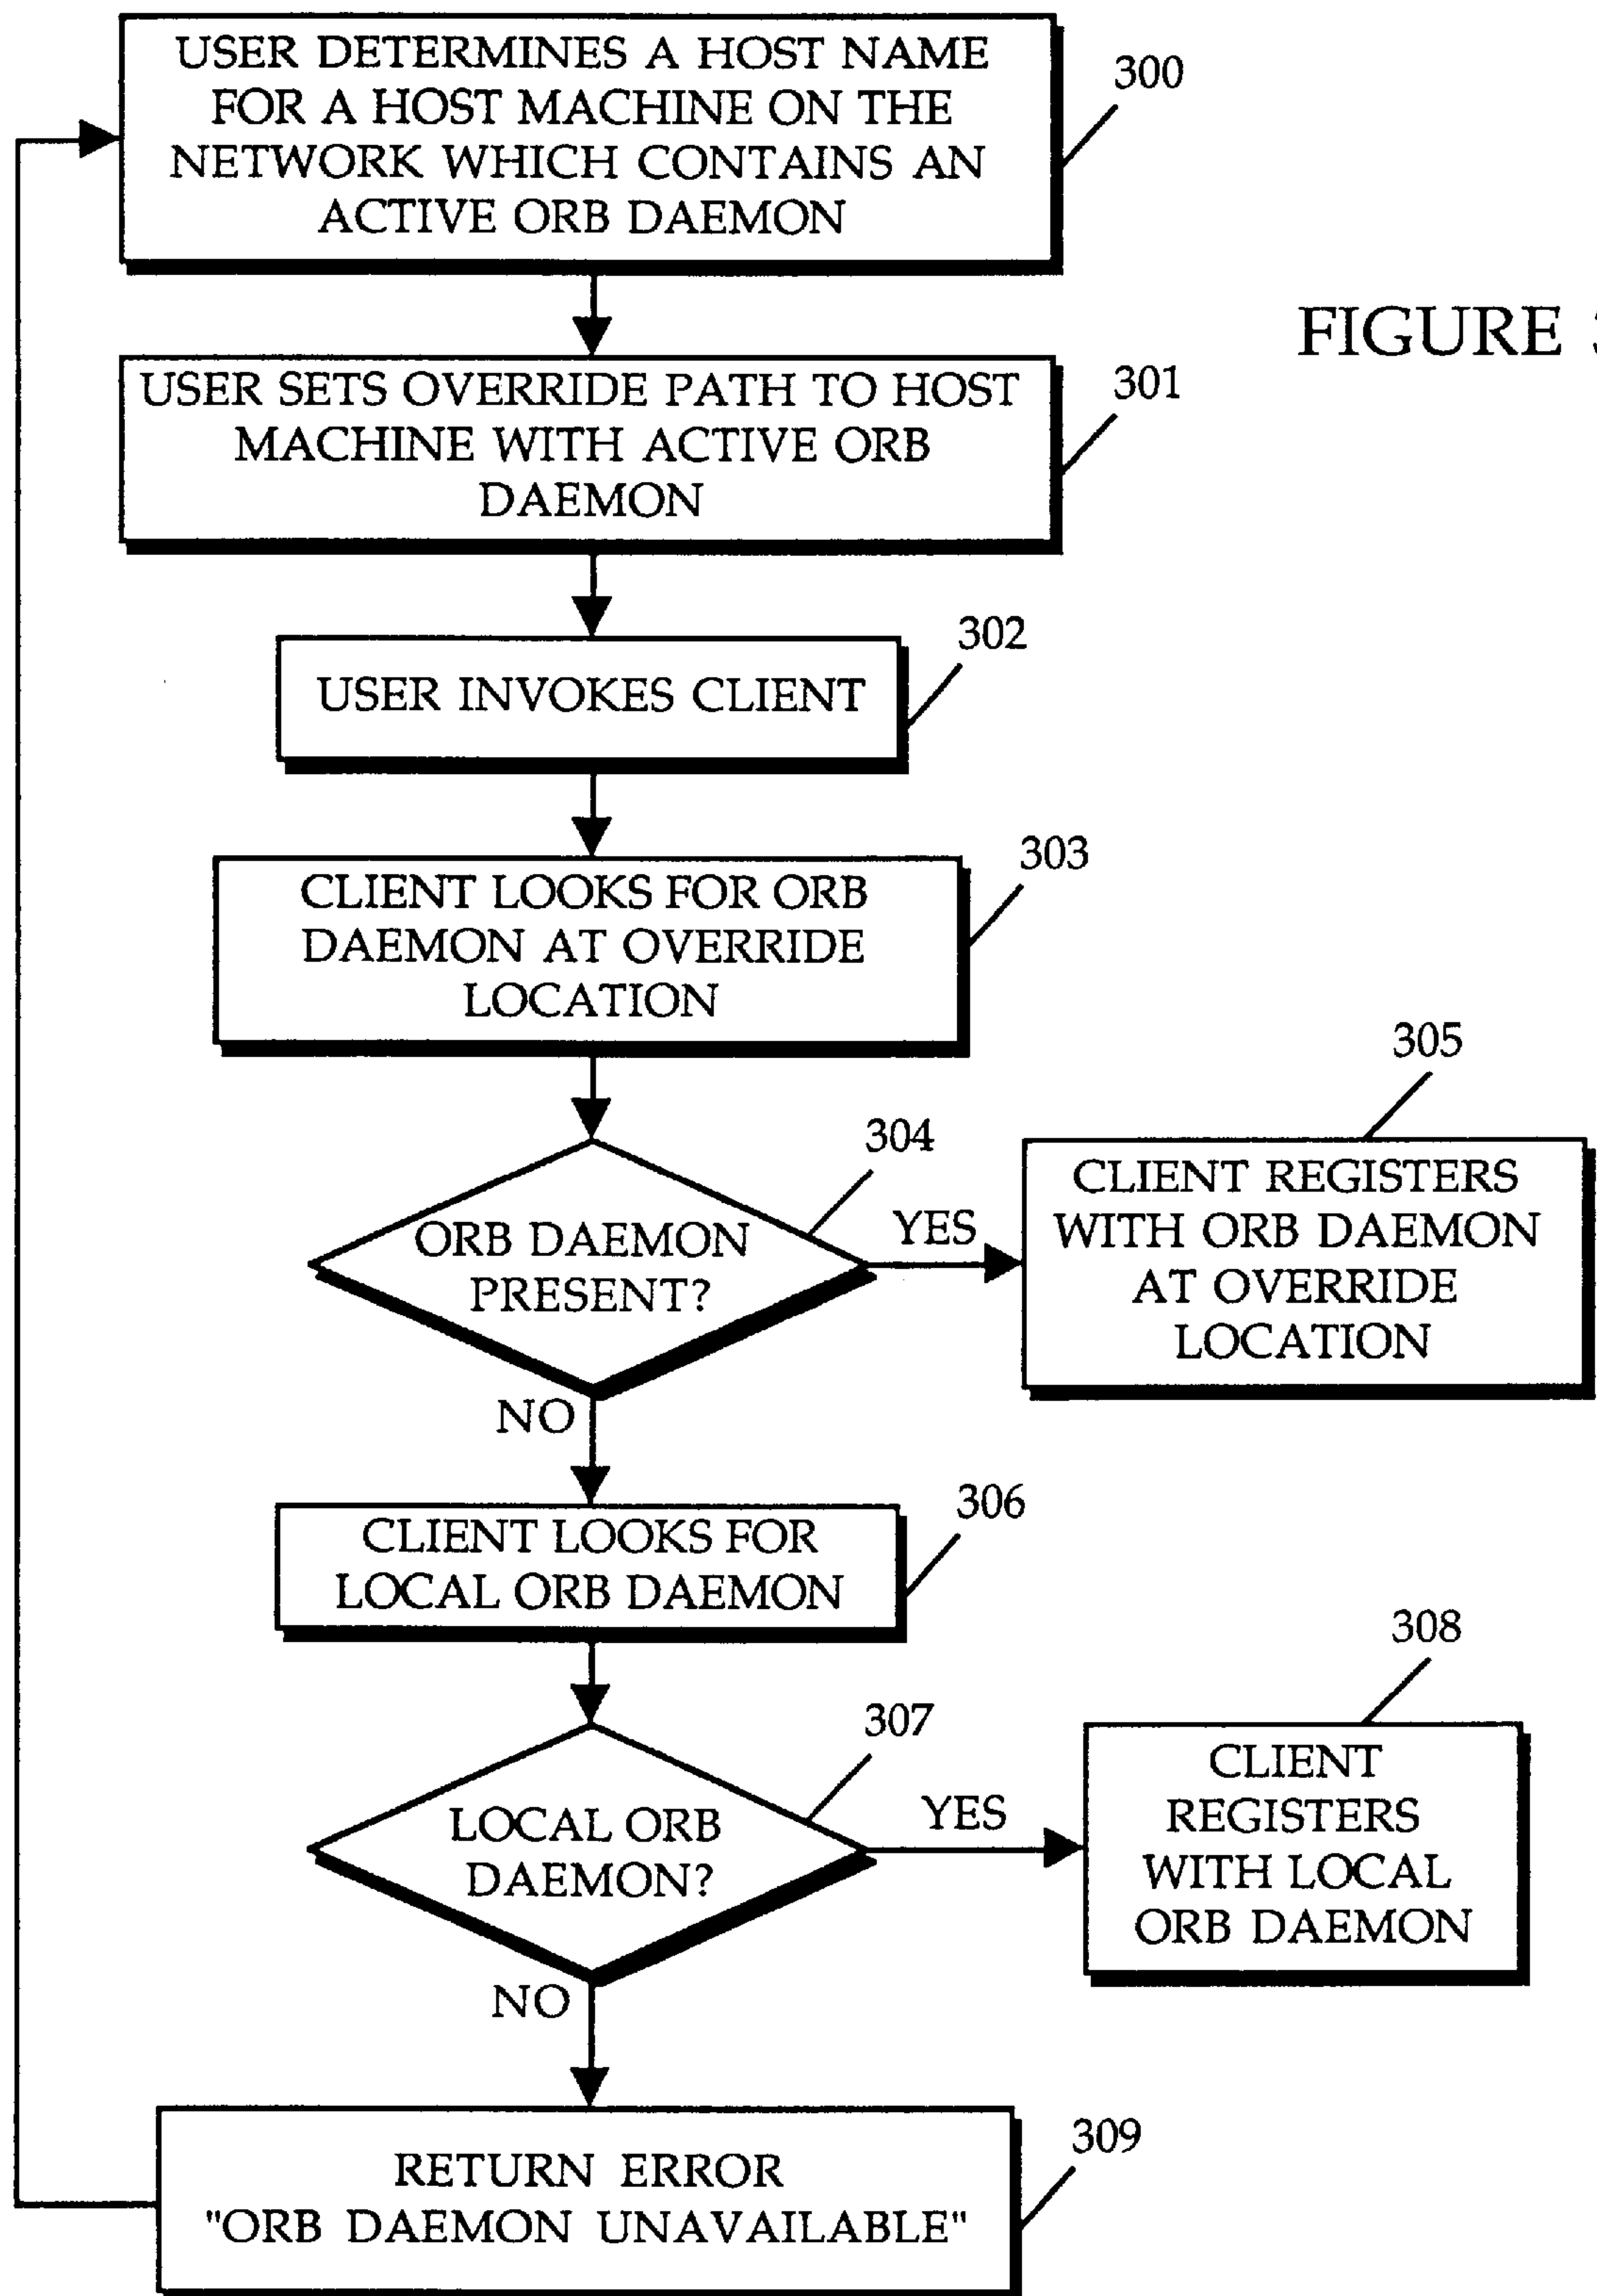 USER DETERMINES A HOST NAME
FOR A HOST MACHINE ON THE
NETWORK WHICH CONTAINS AN
ACTIVE ORB DAEMON
300
FIGURE
USER SETS OVERRIDE PATH TO HOST
MACHINE WITH ACTIVE ORB
DAEMON
301
USER INVOKES CLIENT
302
CLIENT LOOKS FOR ORB
DAEMON AT OVERRIDE
LOCATION
303
ORB DAEMON
PRESENT?
304
YES
CLIENT REGISTERS
WITH ORB DAEMON
AT OVERRIDE
LOCATION
305
NO
CLIENT LOOKS FOR
LOCAL ORB DAEMON
306
LOCAL ORB
DAEMON?
307
YES
CLIENT
REGISTERS
WITH LOCAL
ORB DAEMON
308
NO
RETURN ERROR
"ORB DAEMON UNAVAILABLE"
309